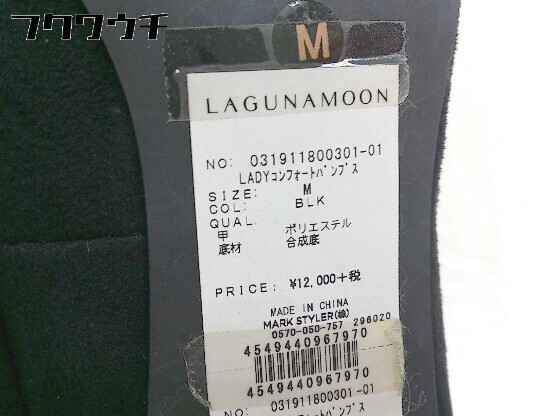 フクウクチ
M
LAGUNAMOON
NO: 031911800301-01
LADYコンフォートパンプス
SIZE: M
COL: BLK
QUAL:
甲 ポリエステル
底材 合成底
PRICE: ¥12,000+税
MADE IN CHINA
MARK STYLER(株)
0570-050-757 296020
4549440967970
4549440967970
NO: 031911800301-01